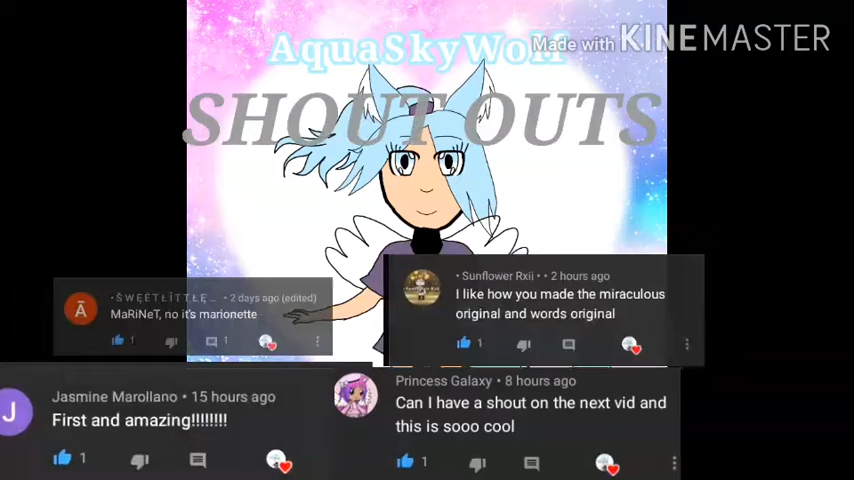 AquaSkyWolf
Made with KINEMASTER
SHOUT OUTS
• ŠWĘĖTŁĪTTŁĘ... • 2 days ago (edited)
MaRiNeT, no it's marionette
1
1
• Sunflower Rxii • • 2 hours ago
I like how you made the miraculous
original and words original
1
Jasmine Marollano • 15 hours ago
First and amazing!!!!!!!!
1
Princess Galaxy • 8 hours ago
Can I have a shout on the next vid and
this is sooo cool
1
Ā
J